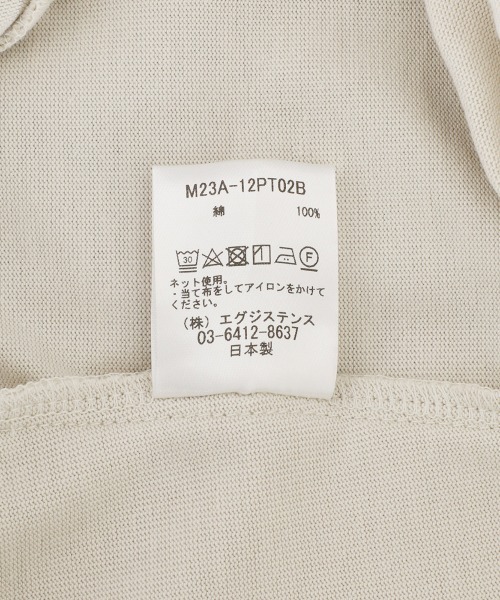 M23A-12PT02B
綿 100%
30 F
ネット使用。
・当て布をしてアイロンをかけて
ください。
(株) エグジステンス
03-6412-8637
日本製